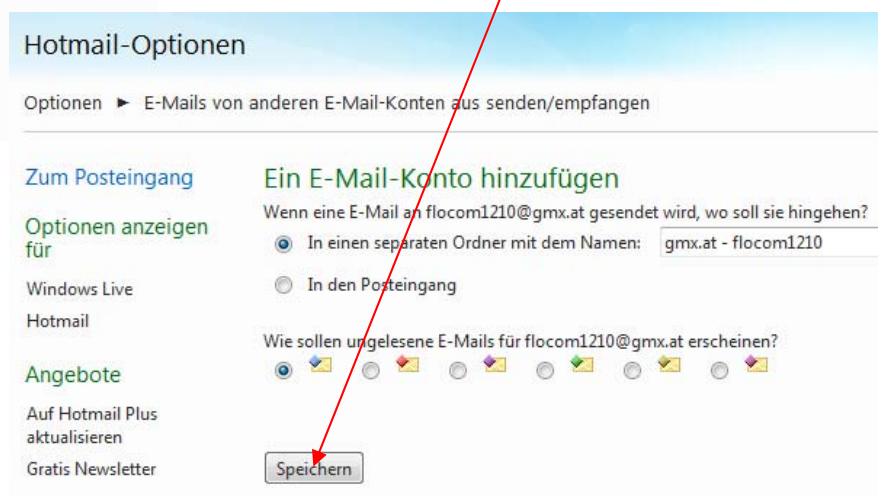 Hotmail-Optionen
Optionen ► E-Mails von anderen E-Mail-Konten aus senden/empfangen
Zum Posteingang
Optionen anzeigen
für
Windows Live
Hotmail
Angebote
Auf Hotmail Plus
aktualisieren
Gratis Newsletter
Ein E-Mail-Konto hinzufügen
Wenn eine E-Mail an flocom1210@gmx.at gesendet wird, wo soll sie hingehen?
In einen separaten Ordner mit dem Namen: gmx.at - flocom1210
In den Posteingang
Wie sollen ungelesene E-Mails für flocom1210@gmx.at erscheinen?
Speichern